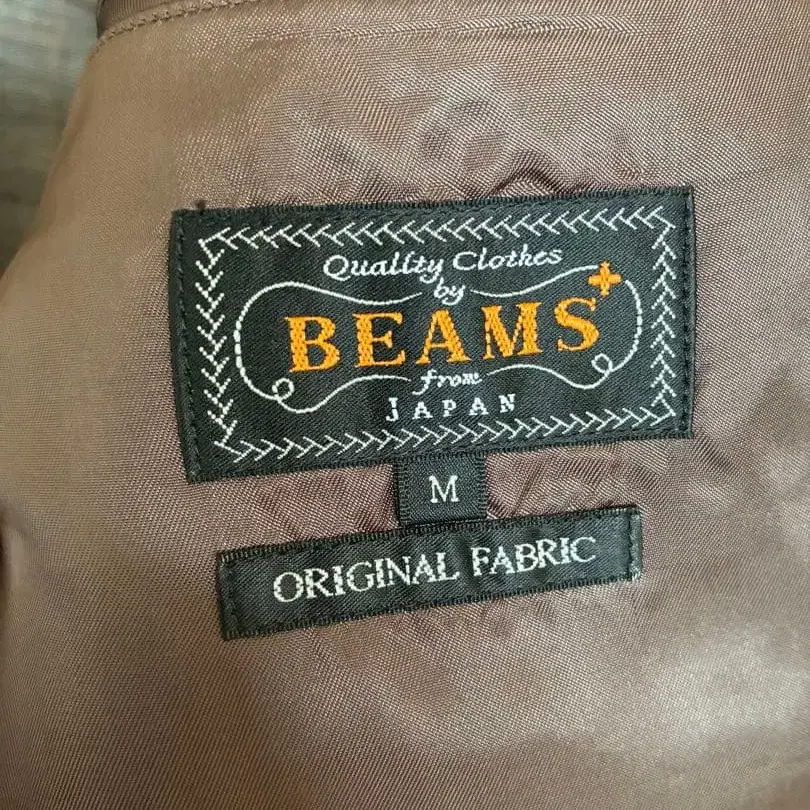 Quality Clothes
by
BEAMS+
from
JAPAN
M
ORIGINAL FABRIC